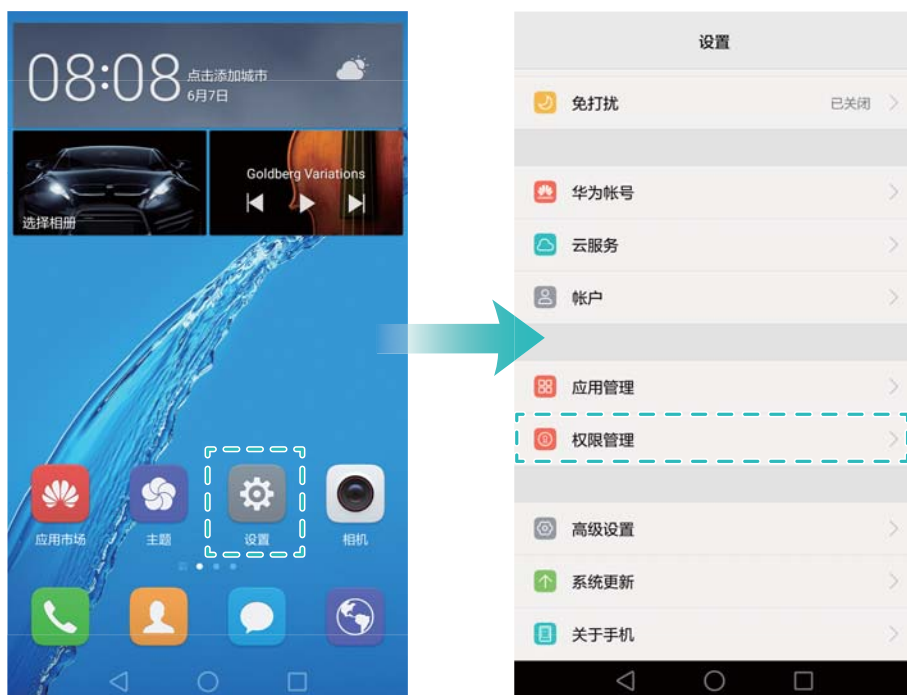 08:08
点击添加城市
6月7日
Goldberg Variations
选择相册
应用市场
主题
设置
相机
设置
免打扰
已关闭
华为帐号
云服务
帐户
应用管理
权限管理
高级设置
系统更新
关于手机